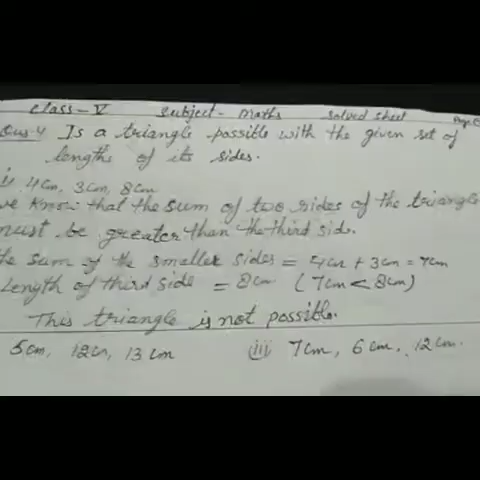 Class-V Subject- Maths Solved Sheet Page
Ques-4 Is a triangle possible with the given set of
lengths of its sides.
i) 4cm, 3cm, 8cm
we know that the sum of two sides of the triangle
must be greater than the third side.
the sum of the smaller sides = 4cm + 3cm = 7cm
Length of third side = 8cm (7cm < 8cm)
This triangle is not possible.
5cm, 12cm, 13cm (iii) 7cm, 6cm, 12cm.